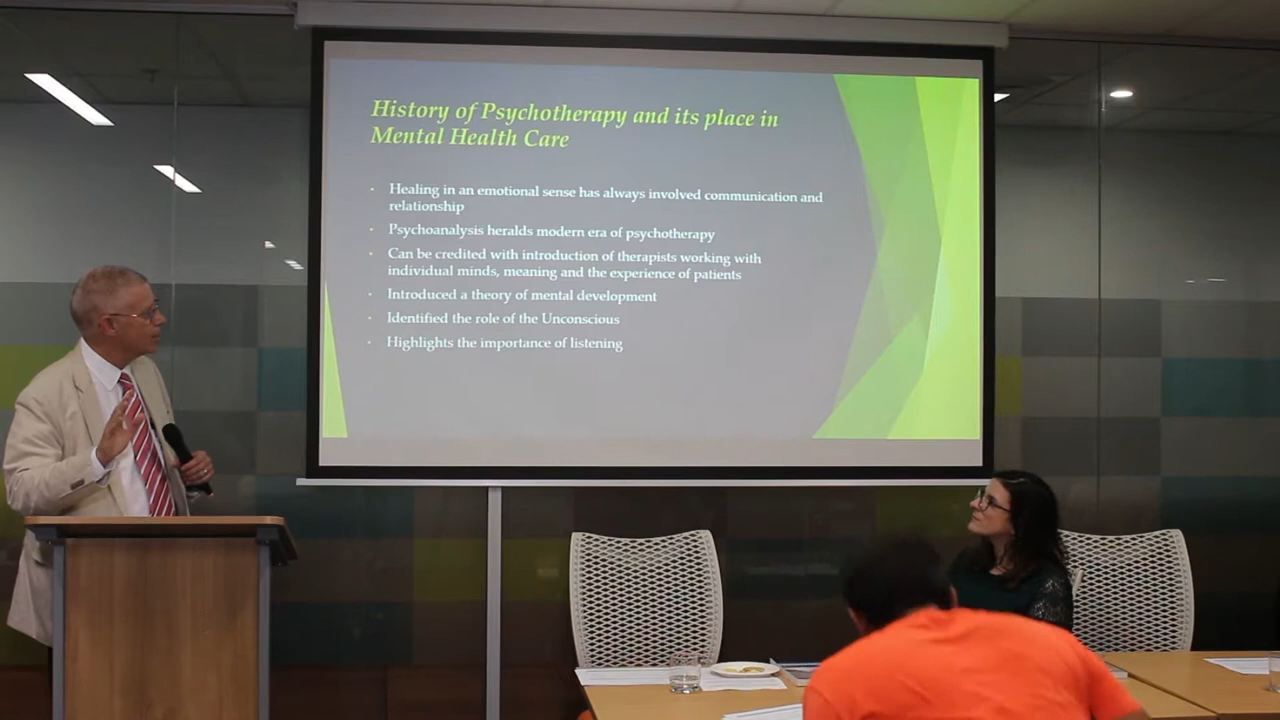 History of Psychotherapy and its place in
Mental Health Care
· Healing in an emotional sense has always involved communication and
relationship
· Psychoanalysis heralds modern era of psychotherapy
· Can be credited with introduction of therapists working with
individual minds, meaning and the experience of patients
· Introduced a theory of mental development
· Identified the role of the Unconscious
· Highlights the importance of listening